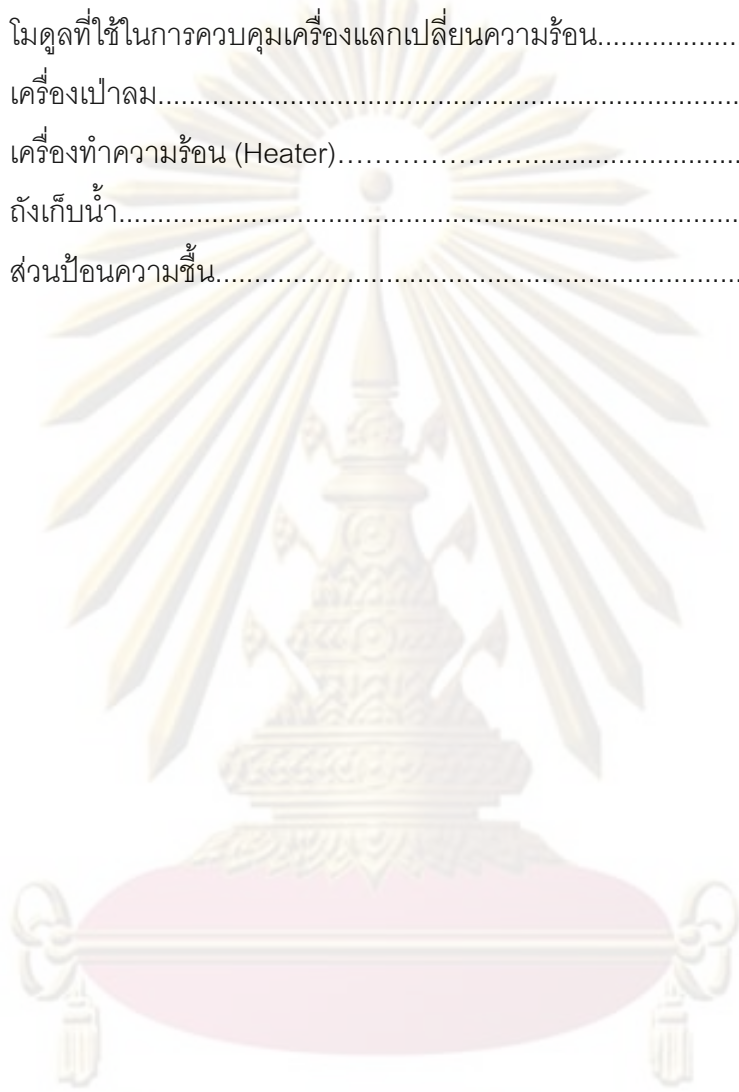 โมดูลที่ใช้ในการควบคุมเครื่องแลกเปลี่ยนความร้อน..................
เครื่องเป่าลม...........................................................................
เครื่องทำความร้อน (Heater)……………………...........................
ถังเก็บน้ำ................................................................................
ส่วนป้อนความชื้น....................................................................